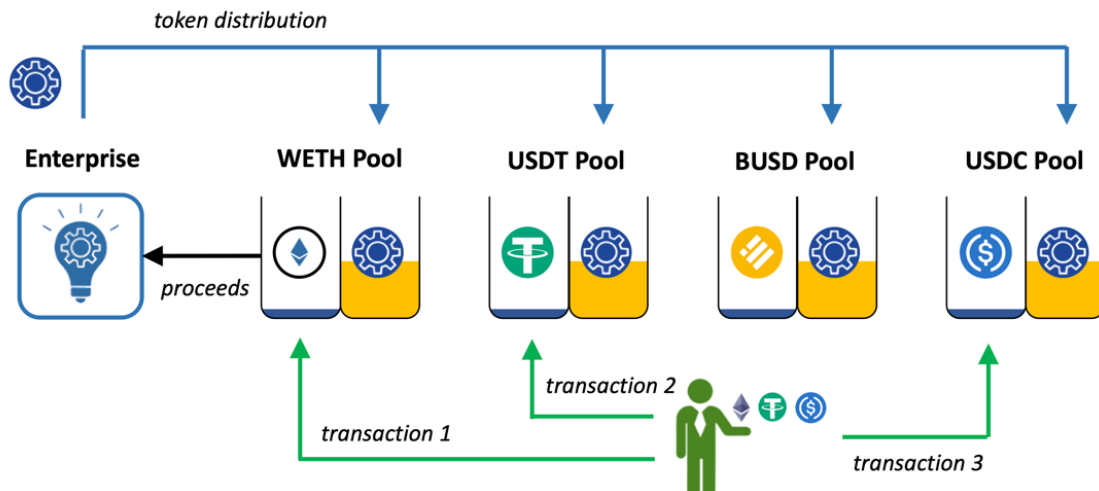 token distribution
Enterprise
WETH Pool
USDT Pool
BUSD Pool
USDC Pool
proceeds
transaction 2
transaction 1
transaction 3